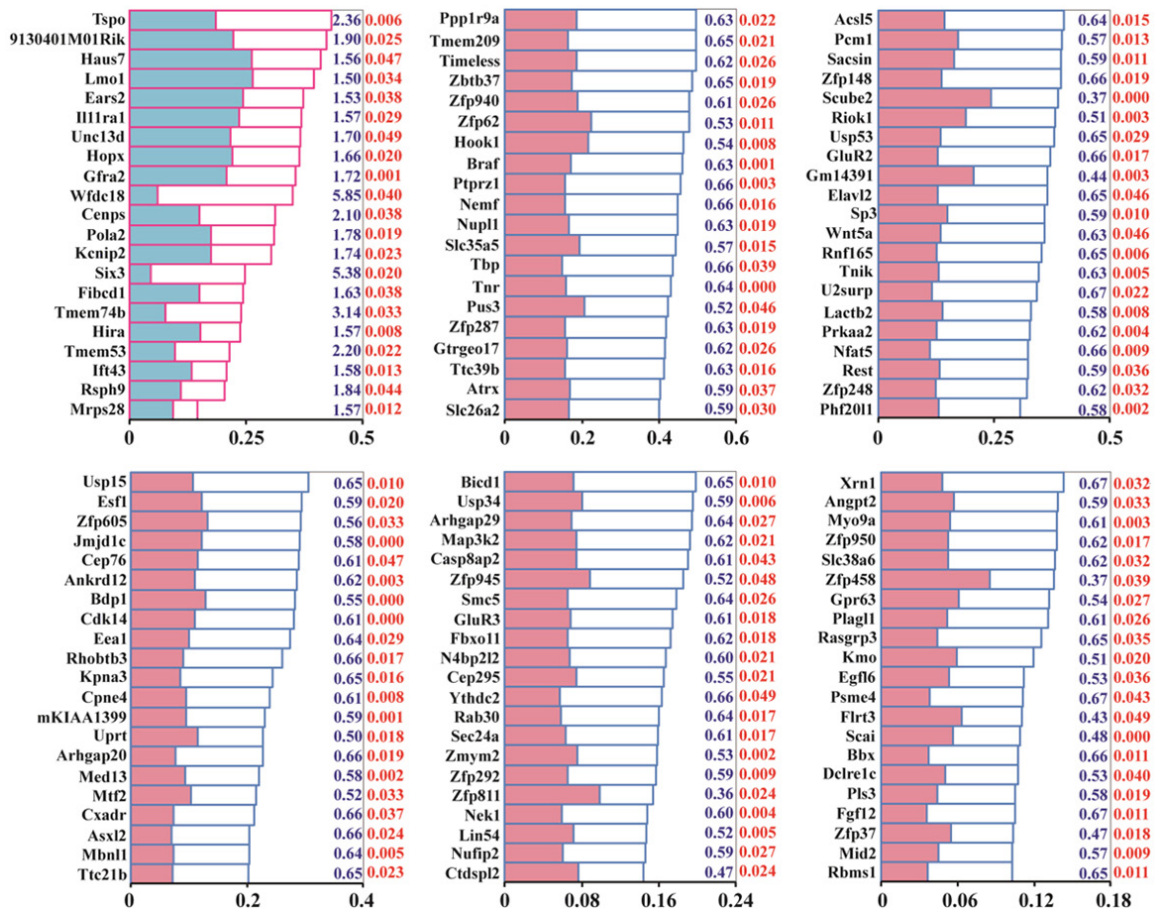 Tspo 2.36 0.006
9130401M01Rik 1.90 0.025
Haus7 1.56 0.047
Lmo1 1.50 0.034
Ears2 1.53 0.038
Il11ra1 1.57 0.029
Unc13d 1.70 0.049
Hopx 1.66 0.020
Gfra2 1.72 0.001
Wfdc18 5.85 0.040
Cenps 2.10 0.038
Pola2 1.78 0.019
Kcnip2 1.74 0.023
Six3 5.38 0.020
Fibcd1 1.63 0.038
Tmem74b 3.14 0.033
Hira 1.57 0.008
Tmem53 2.20 0.022
Ift43 1.58 0.013
Rsph9 1.84 0.044
Mrps28 1.57 0.012
0 0.25 0.5
Ppp1r9a 0.63 0.022
Tmem209 0.65 0.021
Timeless 0.62 0.026
Zbtb37 0.65 0.019
Zfp940 0.61 0.026
Zfp62 0.53 0.011
Hook1 0.54 0.008
Braf 0.63 0.001
Ptprz1 0.66 0.003
Nemf 0.66 0.016
Nupl1 0.63 0.019
Slc35a5 0.57 0.015
Tbp 0.66 0.039
Tnr 0.64 0.000
Pus3 0.52 0.046
Zfp287 0.63 0.019
Gtrgeo17 0.62 0.026
Ttc39b 0.63 0.016
Atrx 0.59 0.037
Slc26a2 0.59 0.030
0 0.2 0.4 0.6
Acsl5 0.64 0.015
Pcm1 0.57 0.013
Sacsin 0.59 0.011
Zfp148 0.66 0.019
Scube2 0.37 0.000
Riok1 0.51 0.003
Usp53 0.65 0.029
GluR2 0.66 0.017
Gm14391 0.44 0.003
Elavl2 0.65 0.046
Sp3 0.59 0.010
Wnt5a 0.63 0.046
Rnf165 0.65 0.006
Tnik 0.63 0.005
U2surp 0.67 0.022
Lactb2 0.58 0.008
Prkaa2 0.62 0.004
Nfat5 0.66 0.009
Rest 0.59 0.036
Zfp248 0.62 0.032
Phf20l1 0.58 0.002
0 0.25 0.5
Usp15 0.65 0.010
Esf1 0.59 0.020
Zfp605 0.56 0.033
Jmjd1c 0.58 0.000
Cep76 0.61 0.047
Ankrd12 0.62 0.003
Bdp1 0.55 0.000
Cdk14 0.61 0.000
Eea1 0.64 0.029
Rhobtb3 0.66 0.017
Kpna3 0.65 0.016
Cpne4 0.61 0.008
mKIAA1399 0.59 0.001
Uprt 0.50 0.018
Arhgap20 0.66 0.019
Med13 0.58 0.002
Mtf2 0.52 0.033
Cxadr 0.66 0.037
Asxl2 0.66 0.024
Mbnl1 0.64 0.005
Ttc21b 0.65 0.023
0 0.2 0.4
Bicd1 0.65 0.010
Usp34 0.59 0.006
Arhgap29 0.64 0.027
Map3k2 0.62 0.021
Casp8ap2 0.61 0.043
Zfp945 0.52 0.048
Smc5 0.64 0.026
GluR3 0.61 0.018
Fbxo11 0.62 0.018
N4bp2l2 0.60 0.021
Cep295 0.55 0.021
Ythdc2 0.66 0.049
Rab30 0.64 0.017
Sec24a 0.61 0.017
Zmym2 0.53 0.002
Zfp292 0.59 0.009
Zfp811 0.36 0.024
Nek1 0.60 0.004
Lin54 0.52 0.005
Nufip2 0.59 0.027
Ctdspl2 0.47 0.024
0 0.08 0.16 0.24
Xrn1 0.67 0.032
Angpt2 0.59 0.033
Myo9a 0.61 0.003
Zfp950 0.62 0.017
Slc38a6 0.62 0.032
Zfp458 0.37 0.039
Gpr63 0.54 0.027
Plagl1 0.61 0.026
Rasgrp3 0.65 0.035
Kmo 0.51 0.020
Egfl6 0.53 0.036
Psme4 0.67 0.043
Flrt3 0.43 0.049
Scai 0.48 0.000
Bbx 0.66 0.011
Dclre1c 0.53 0.040
Pls3 0.58 0.019
Fgf12 0.67 0.011
Zfp37 0.47 0.018
Mid2 0.57 0.009
Rbms1 0.65 0.011
0 0.06 0.12 0.18